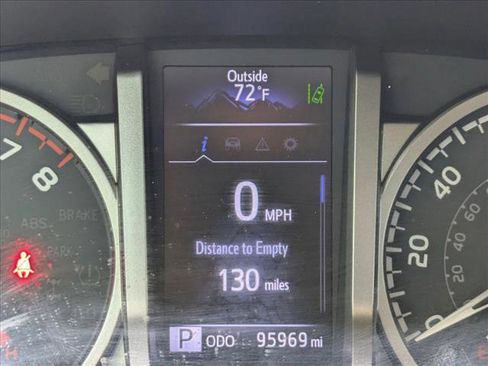 Outside
72°F
i
0 MPH
Distance to Empty
130 miles
P ODO 95969 mi
7
8
ABS
BRAKE
PARK
H
40
20
0
E